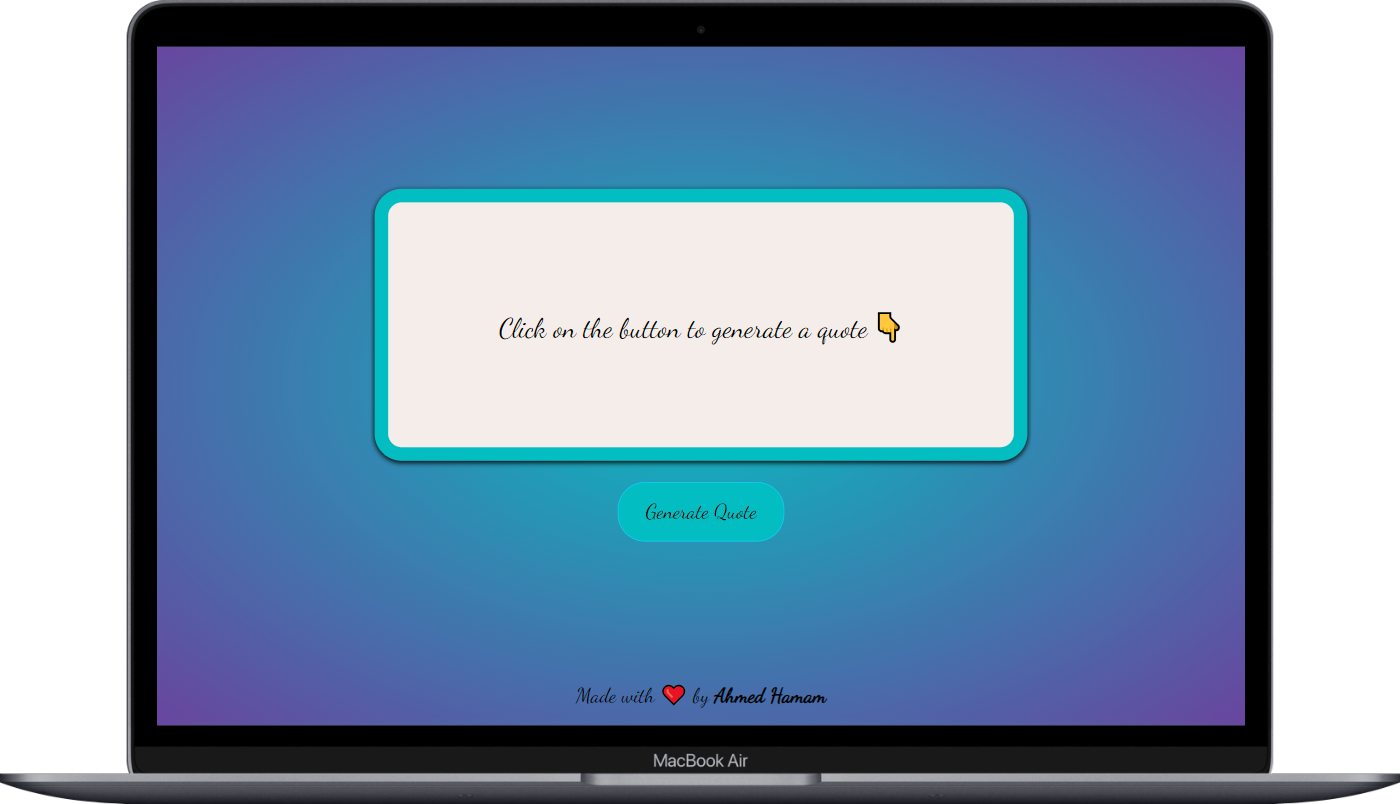 Click on the button to generate a quote 👇
Generate Quote
Made with ❤️ by Ahmed Hamam
MacBook Air